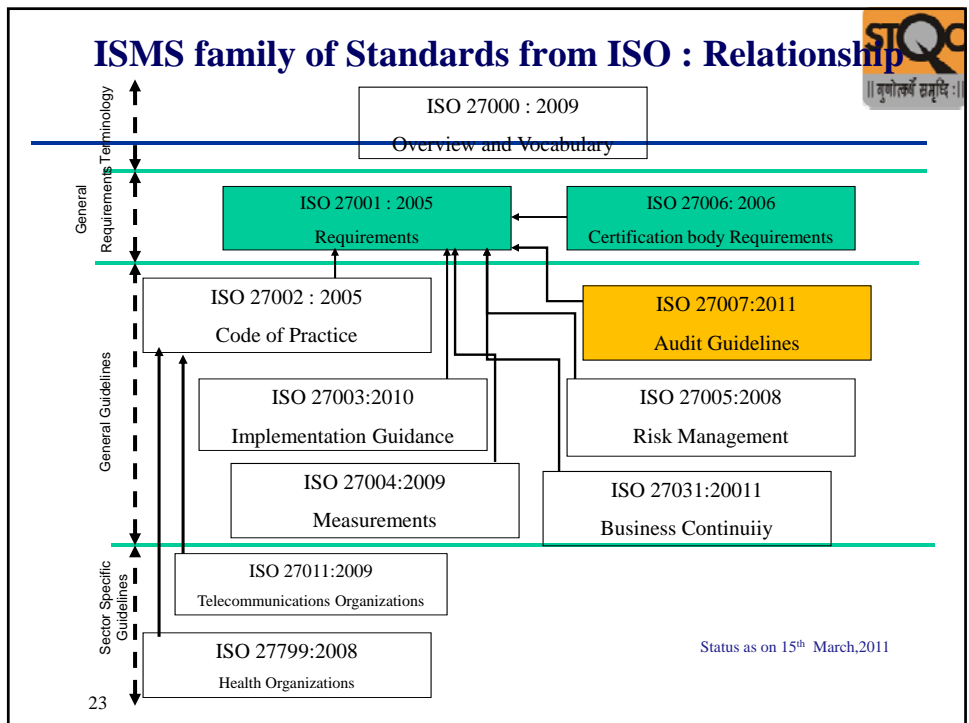 ISMS family of Standards from ISO : Relationship
STQC
|| गुणोत्कर्षे समृद्धि : ||
Terminology
ISO 27000 : 2009
Overview and Vocabulary
General
Requirements
ISO 27001 : 2005
Requirements
ISO 27006: 2006
Certification body Requirements
General Guidelines
ISO 27002 : 2005
Code of Practice
ISO 27007:2011
Audit Guidelines
ISO 27003:2010
Implementation Guidance
ISO 27005:2008
Risk Management
ISO 27004:2009
Measurements
ISO 27031:20011
Business Continuiiy
Sector Specific
Guidelines
ISO 27011:2009
Telecommunications Organizations
ISO 27799:2008
Health Organizations
Status as on 15th March,2011
23